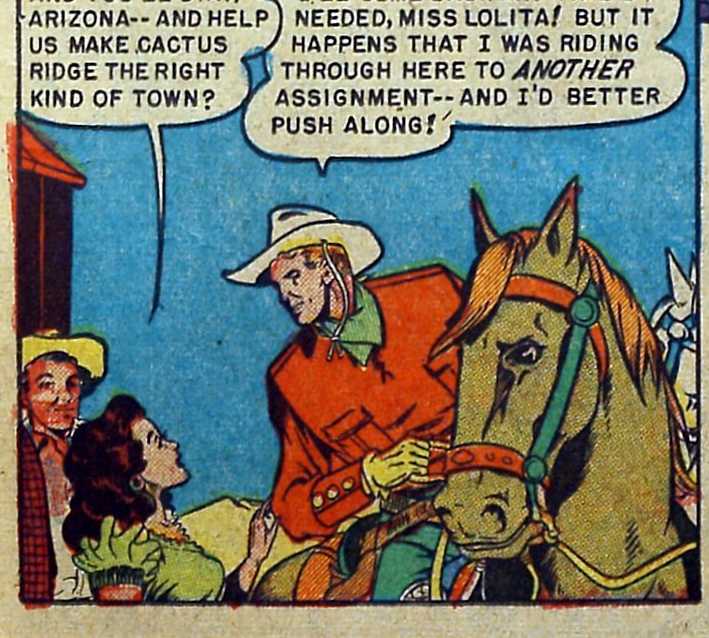 ARIZONA-- AND HELP
US MAKE CACTUS
RIDGE THE RIGHT
KIND OF TOWN?
NEEDED, MISS LOLITA! BUT IT
HAPPENS THAT I WAS RIDING
THROUGH HERE TO ANOTHER
ASSIGNMENT-- AND I'D BETTER
PUSH ALONG!